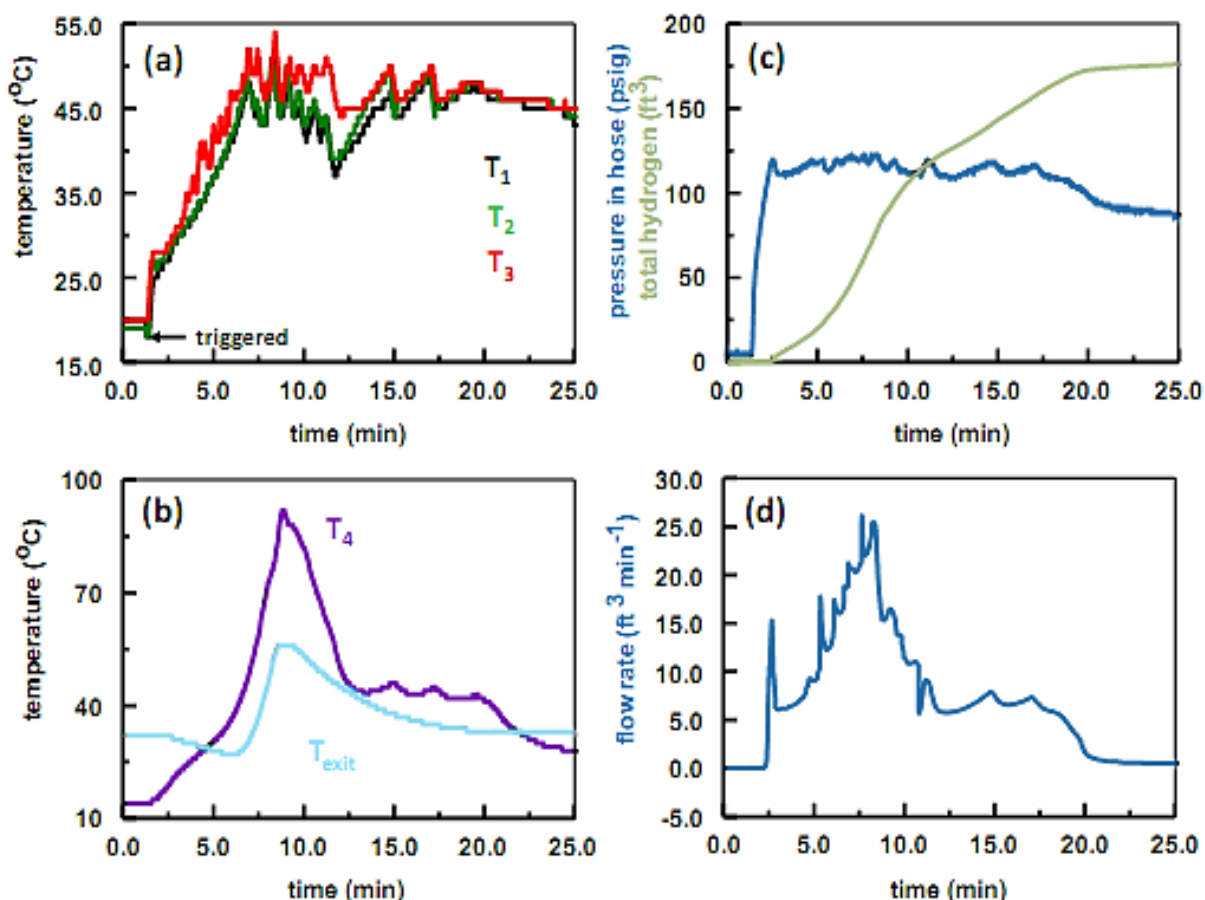 (a)
temperature (°C)
55.0
45.0
35.0
25.0
15.0
T1
T2
T3
triggered
0.0 5.0 10.0 15.0 20.0 25.0
time (min)
(c)
pressure in hose (psig)
total hydrogen (ft³)
200
150
100
50
0
0.0 5.0 10.0 15.0 20.0 25.0
time (min)
(b)
temperature (°C)
100
70
40
10
T4
Texit
0.0 5.0 10.0 15.0 20.0 25.0
time (min)
(d)
flow rate (ft³ min⁻¹)
30.0
25.0
20.0
15.0
10.0
5.0
0.0
-5.0
0.0 5.0 10.0 15.0 20.0 25.0
time (min)